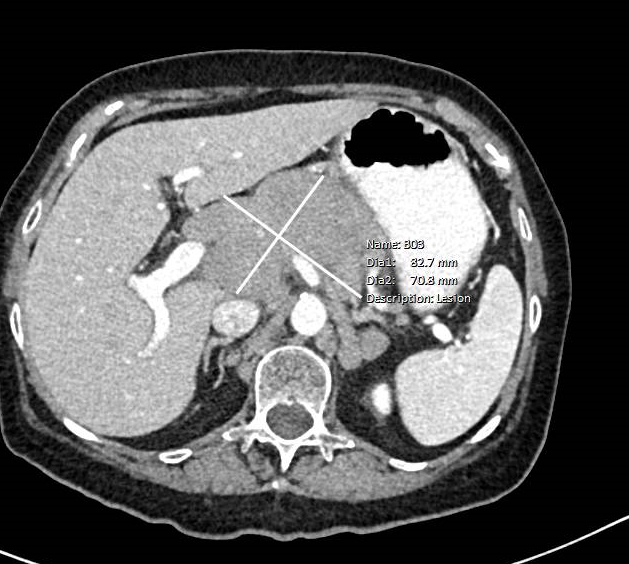 Name: B03
Dia1: 82.7 mm
Dia2: 70.8 mm
Description: Lesion